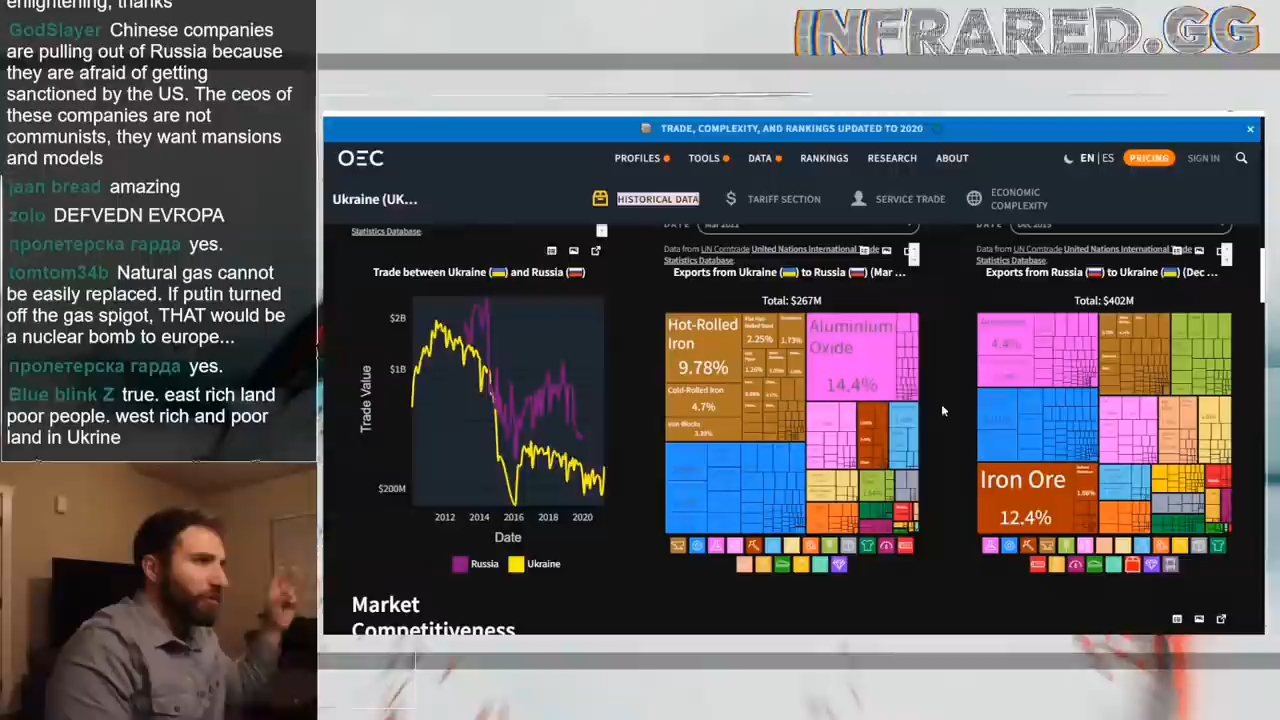 enlightening, thanks
GodSlayer Chinese companies
are pulling out of Russia because
they are afraid of getting
sanctioned by the US. The ceos of
these companies are not
communists, they want mansions
and models
jaan bread amazing
zolo DEFVEDN EVROPA
пролетерска гарда yes.
tomtom34b Natural gas cannot
be easily replaced. If putin turned
off the gas spigot, THAT would be
a nuclear bomb to europe...
пролетерска гарда yes.
Blue blink Z true. east rich land
poor people. west rich and poor
land in Ukrine
INFRARED.GG
TRADE, COMPLEXITY, AND RANKINGS UPDATED TO 2020
OEC
PROFILES
TOOLS
DATA
RANKINGS
RESEARCH
ABOUT
EN | ES
PRICING
SIGN IN
Ukraine (UK...
HISTORICAL DATA
TARIFF SECTION
SERVICE TRADE
ECONOMIC
COMPLEXITY
Statistics Database.
Data from UN Comtrade United Nations International Trade
Statistics Database.
Data from UN Comtrade United Nations International Trade
Statistics Database.
Trade between Ukraine and Russia
Exports from Ukraine to Russia (Mar ...
Exports from Russia to Ukraine (Dec ...
Total: $267M
Total: $402M
Trade Value
$2B
$1B
$200M
2012
2014
2016
2018
2020
Date
Russia
Ukraine
Hot-Rolled
Iron
9.78%
Cold-Rolled Iron
4.7%
Iron Blocks
2.25%
1.73%
Aluminium
Oxide
14.4%
4.4%
Iron Ore
12.4%
Market
Competitiveness